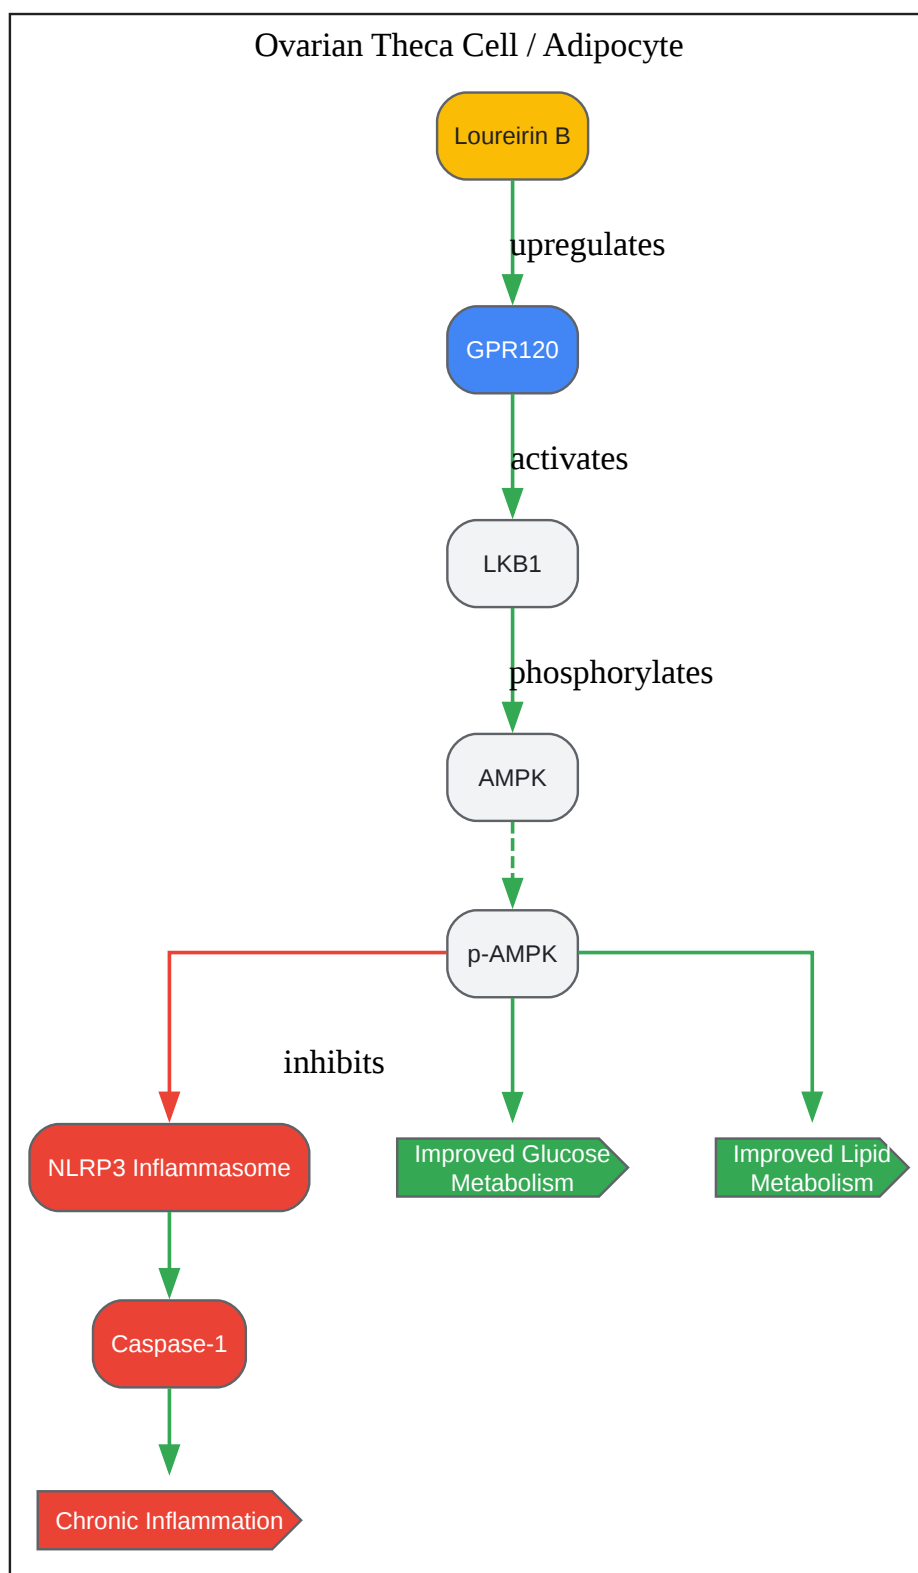 Ovarian Theca Cell / Adipocyte
Loureirin B
upregulates
GPR120
activates
LKB1
phosphorylates
AMPK
p-AMPK
inhibits
NLRP3 Inflammasome
Improved Glucose
Metabolism
Improved Lipid
Metabolism
Caspase-1
Chronic Inflammation